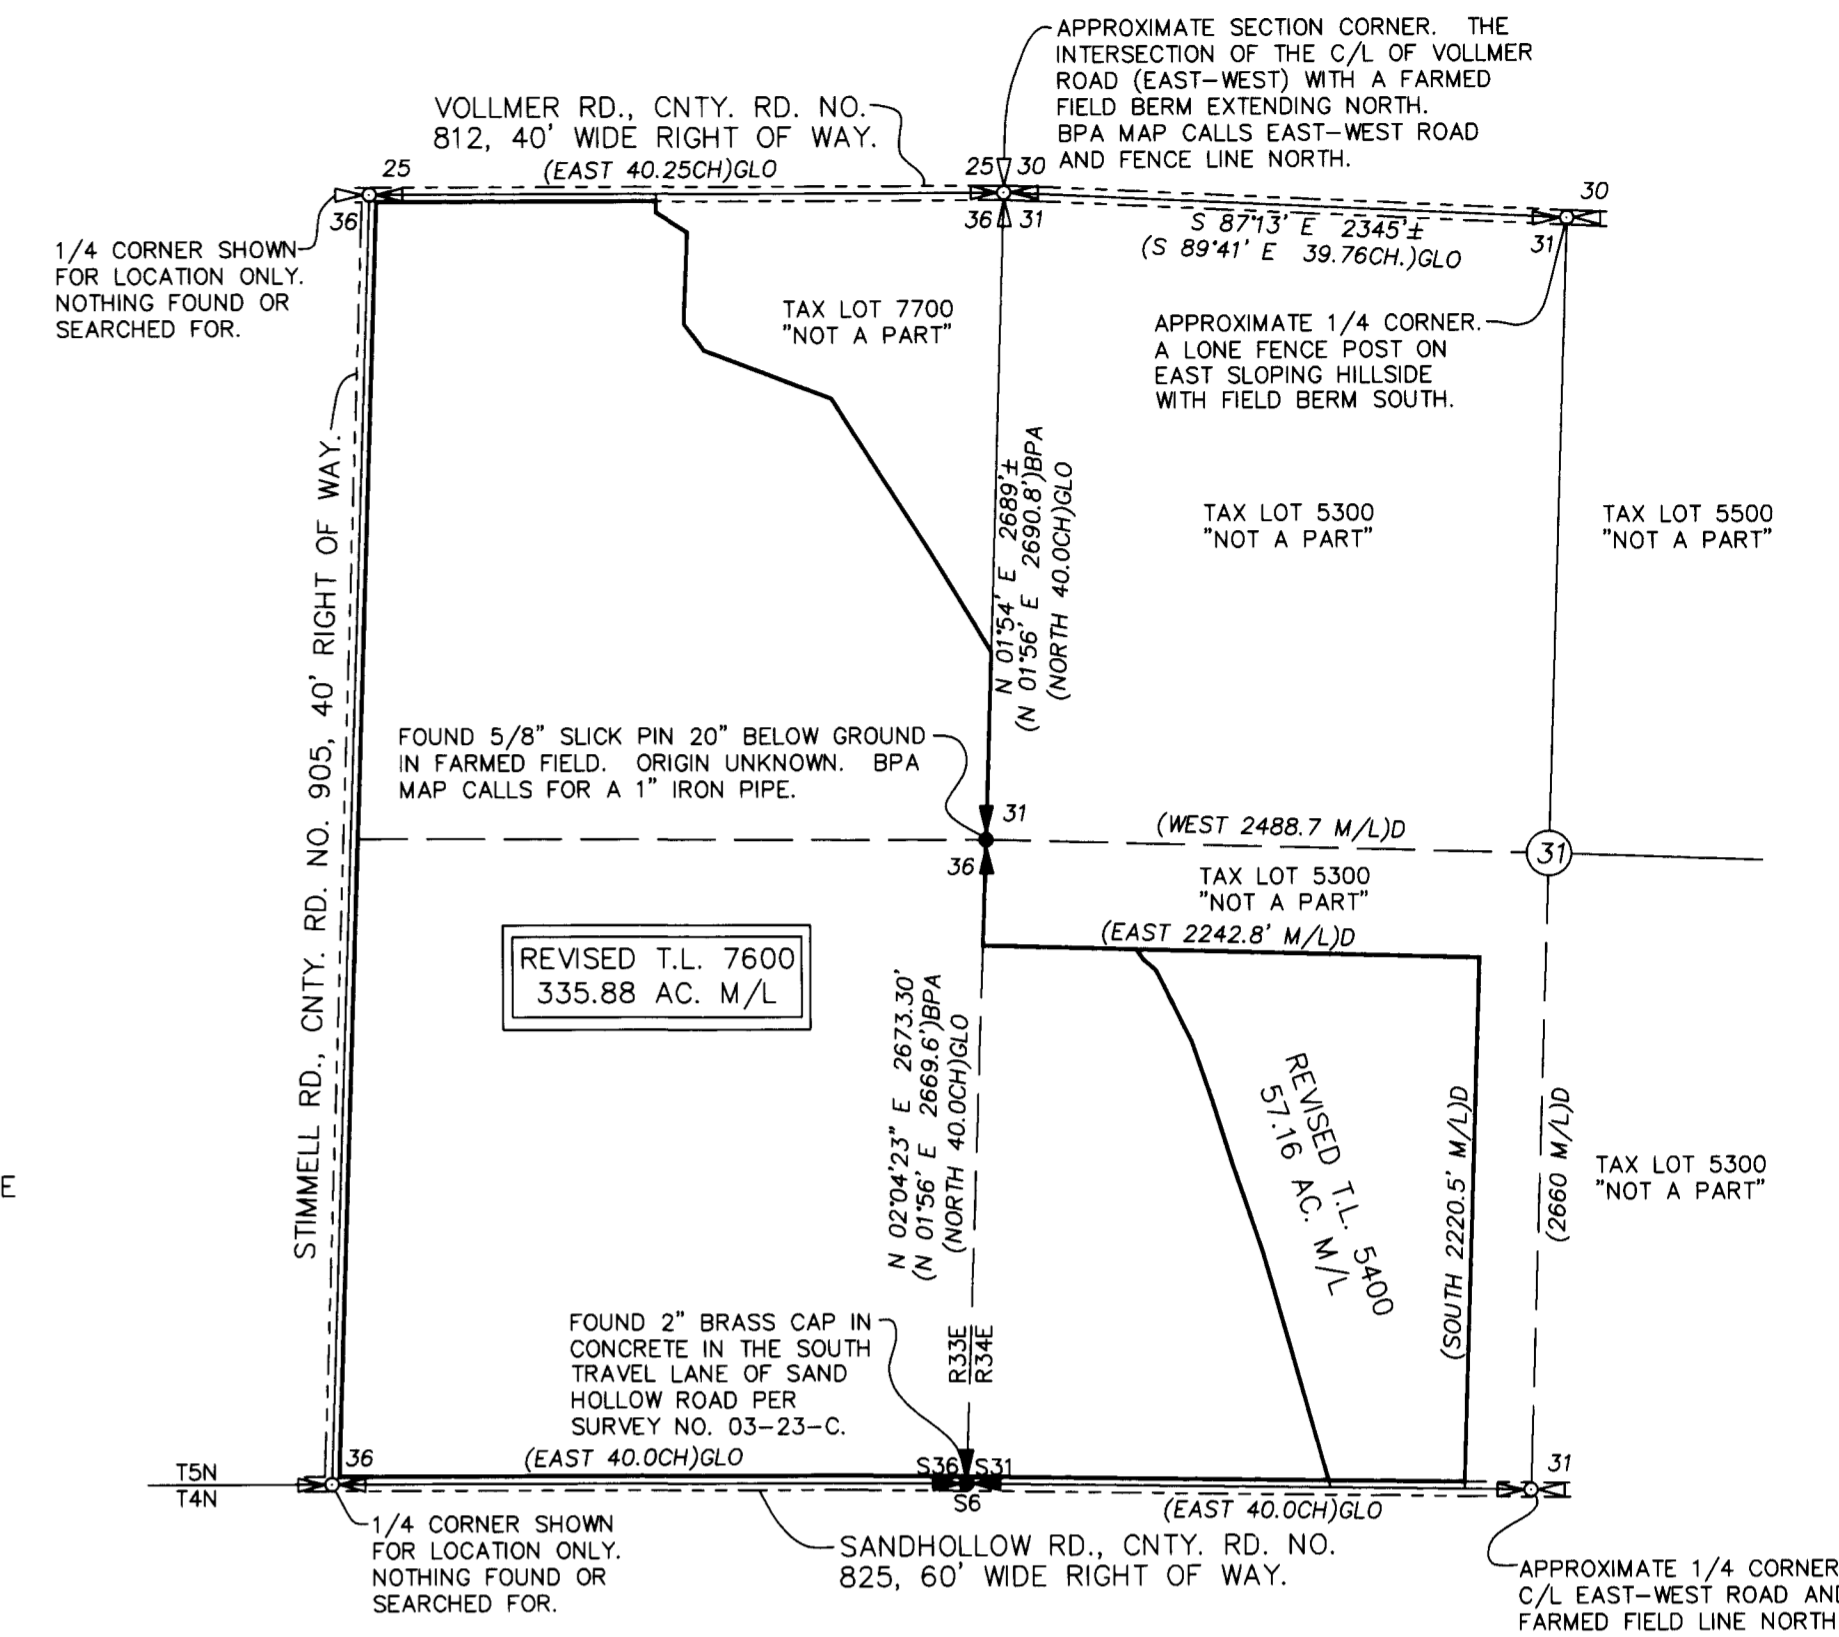 APPROXIMATE SECTION CORNER. THE
INTERSECTION OF THE C/L OF VOLLMER
ROAD (EAST-WEST) WITH A FARMED
FIELD BERM EXTENDING NORTH.
BPA MAP CALLS EAST-WEST ROAD
AND FENCE LINE NORTH.
VOLLMER RD., CNTY. RD. NO.
812, 40' WIDE RIGHT OF WAY.
(EAST 40.25CH)GLO
25
36
25 30
36 31
30
31
S 87°13' E 2345'±
(S 89°41' E 39.76CH.)GLO
1/4 CORNER SHOWN
FOR LOCATION ONLY.
NOTHING FOUND OR
SEARCHED FOR.
TAX LOT 7700
"NOT A PART"
APPROXIMATE 1/4 CORNER.
A LONE FENCE POST ON
EAST SLOPING HILLSIDE
WITH FIELD BERM SOUTH.
STIMMELL RD., CNTY. RD. NO. 905, 40' RIGHT OF WAY.
N 01°54' E 2689'±
(N 01°56' E 2690.8')BPA
(NORTH 40.0CH)GLO
TAX LOT 5300
"NOT A PART"
TAX LOT 5500
"NOT A PART"
FOUND 5/8" SLICK PIN 20" BELOW GROUND
IN FARMED FIELD. ORIGIN UNKNOWN. BPA
MAP CALLS FOR A 1" IRON PIPE.
31
36
(WEST 2488.7 M/L)D
31
TAX LOT 5300
"NOT A PART"
(EAST 2242.8' M/L)D
REVISED T.L. 7600
335.88 AC. M/L
N 02°04'23" E 2673.30'
(N 01°56' E 2669.6')BPA
(NORTH 40.0CH)GLO
REVISED T.L. 5400
57.16 AC. M/L
(SOUTH 2220.5' M/L)D
(2660 M/L)D
TAX LOT 5300
"NOT A PART"
E
R33E
R34E
FOUND 2" BRASS CAP IN
CONCRETE IN THE SOUTH
TRAVEL LANE OF SAND
HOLLOW ROAD PER
SURVEY NO. 03-23-C.
T5N
T4N
36
(EAST 40.0CH)GLO
S36 S31
S6
31
(EAST 40.0CH)GLO
1/4 CORNER SHOWN
FOR LOCATION ONLY.
NOTHING FOUND OR
SEARCHED FOR.
SANDHOLLOW RD., CNTY. RD. NO.
825, 60' WIDE RIGHT OF WAY.
APPROXIMATE 1/4 CORNER
C/L EAST-WEST ROAD AND
FARMED FIELD LINE NORTH